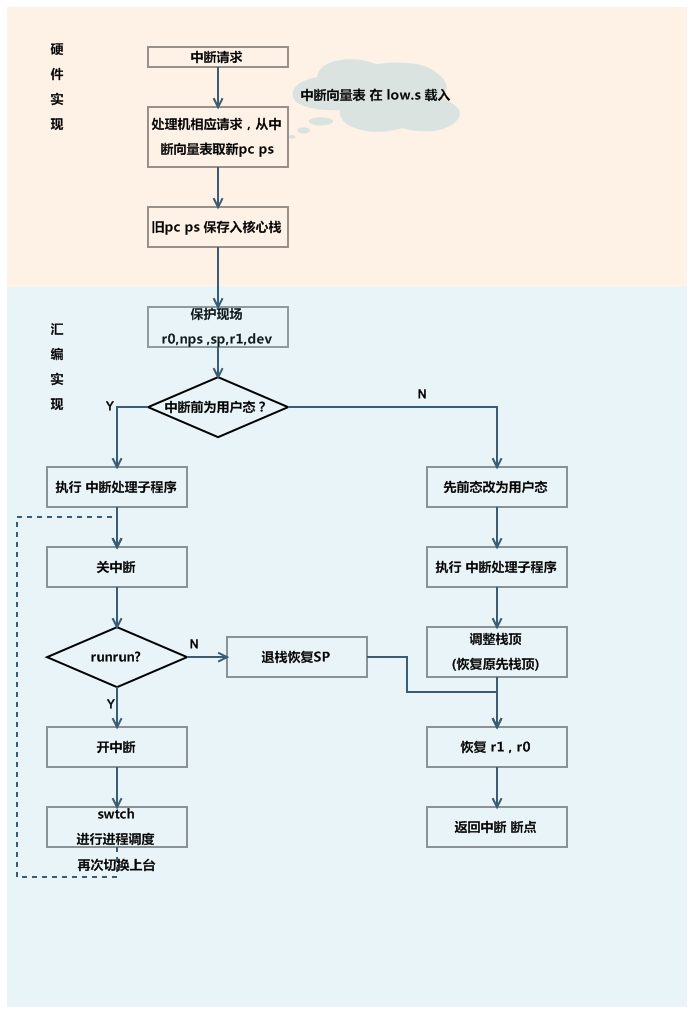 硬
件
实
现
中断请求
中断向量表 在 low.s 载入
处理机相应请求，从中
断向量表取新pc ps
旧pc ps 保存入核心栈
汇
编
实
现
保护现场
r0,nps ,sp,r1,dev
中断前为用户态？
Y
N
执行 中断处理子程序
先前态改为用户态
关中断
执行 中断处理子程序
runrun?
N
退栈恢复SP
调整栈顶
(恢复原先栈顶)
Y
开中断
恢复 r1，r0
swtch
进行进程调度
再次切换上台
返回中断 断点